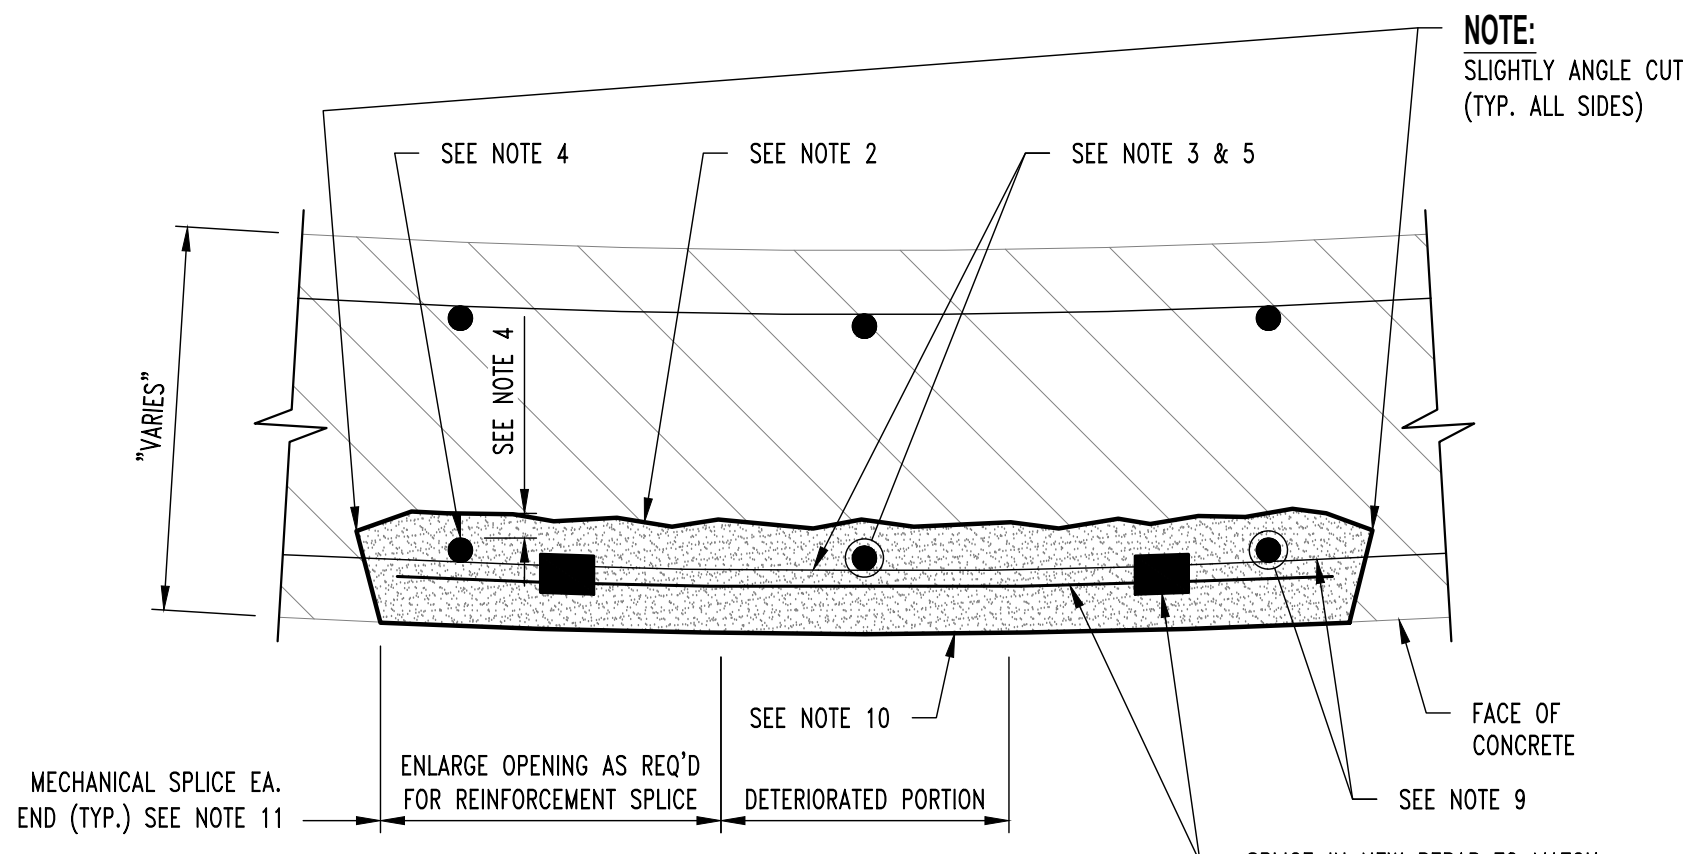 NOTE:
SLIGHTLY ANGLE CUT
(TYP. ALL SIDES)
SEE NOTE 4
SEE NOTE 2
SEE NOTE 3 & 5
SEE NOTE 4
"VARIES"
SEE NOTE 10
FACE OF
CONCRETE
MECHANICAL SPLICE EA.
END (TYP.) SEE NOTE 11
ENLARGE OPENING AS REQ'D
FOR REINFORCEMENT SPLICE
DETERIORATED PORTION
SEE NOTE 9